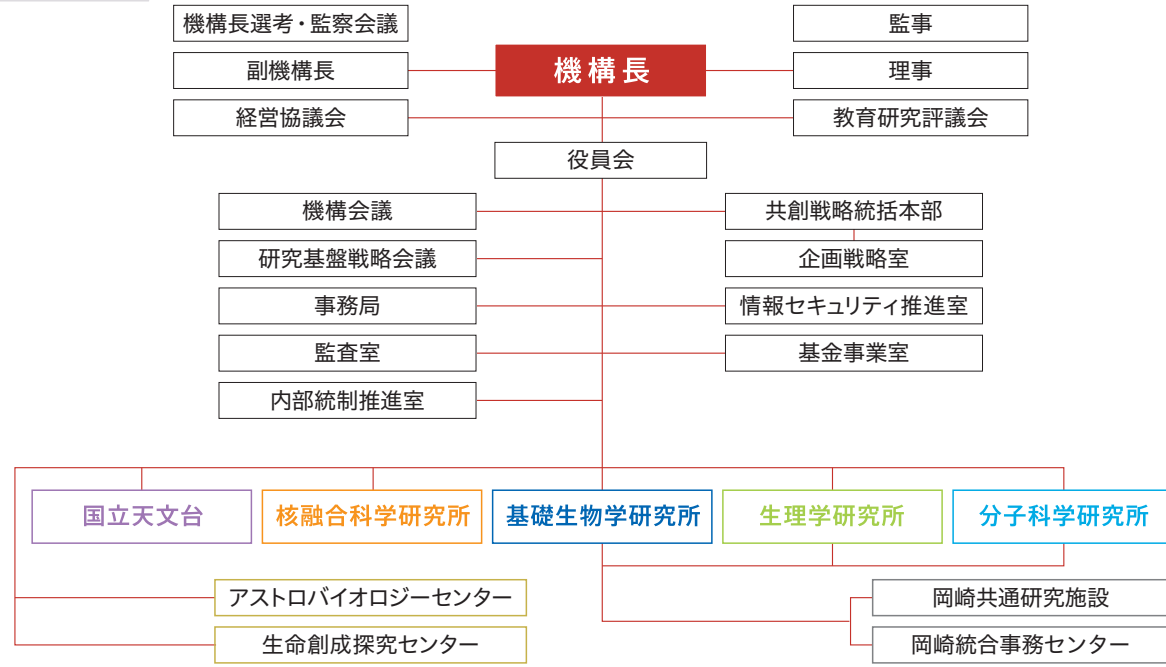 機構長選考・監察会議
監事
副機構長
機構長
理事
経営協議会
教育研究評議会
役員会
機構会議
共創戦略統括本部
研究基盤戦略会議
企画戦略室
事務局
情報セキュリティ推進室
監査室
基金事業室
内部統制推進室
国立天文台
核融合科学研究所
基礎生物学研究所
生理学研究所
分子科学研究所
アストロバイオロジーセンター
岡崎共通研究施設
生命創成探究センター
岡崎統合事務センター